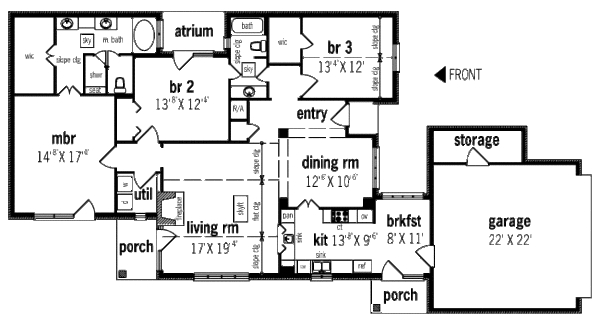 wic
sky
m. bath
slope clg
shwr
seat
atrium
bath
slope clg
sky
wic
slope clg
br 3
13'4" X 12'
FRONT
br 2
13'8" X 12'4"
R/A
entry
mbr
14'8" X 17'4"
storage
dining rm
12'8" X 10'6"
util
w
d
fireplace
skylt
slope clg
flat clg
slope clg
living rm
17' X 19'4"
pan
ov
ct
sink
kit 13'8" X 9'6"
sink
dw
ref
brkfst
8' X 11'
garage
22' X 22'
porch
porch